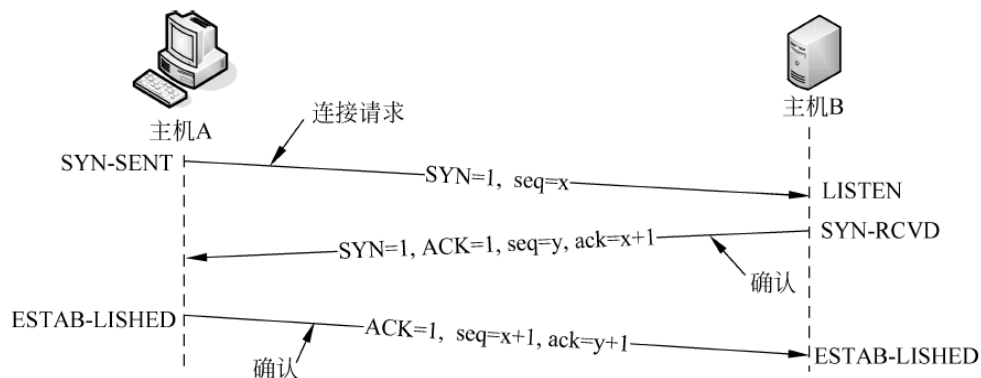 主机A
主机B
连接请求
SYN-SENT
SYN=1, seq=x
LISTEN
SYN-RCVD
SYN=1, ACK=1, seq=y, ack=x+1
确认
ESTAB-LISHED
ACK=1, seq=x+1, ack=y+1
ESTAB-LISHED
确认